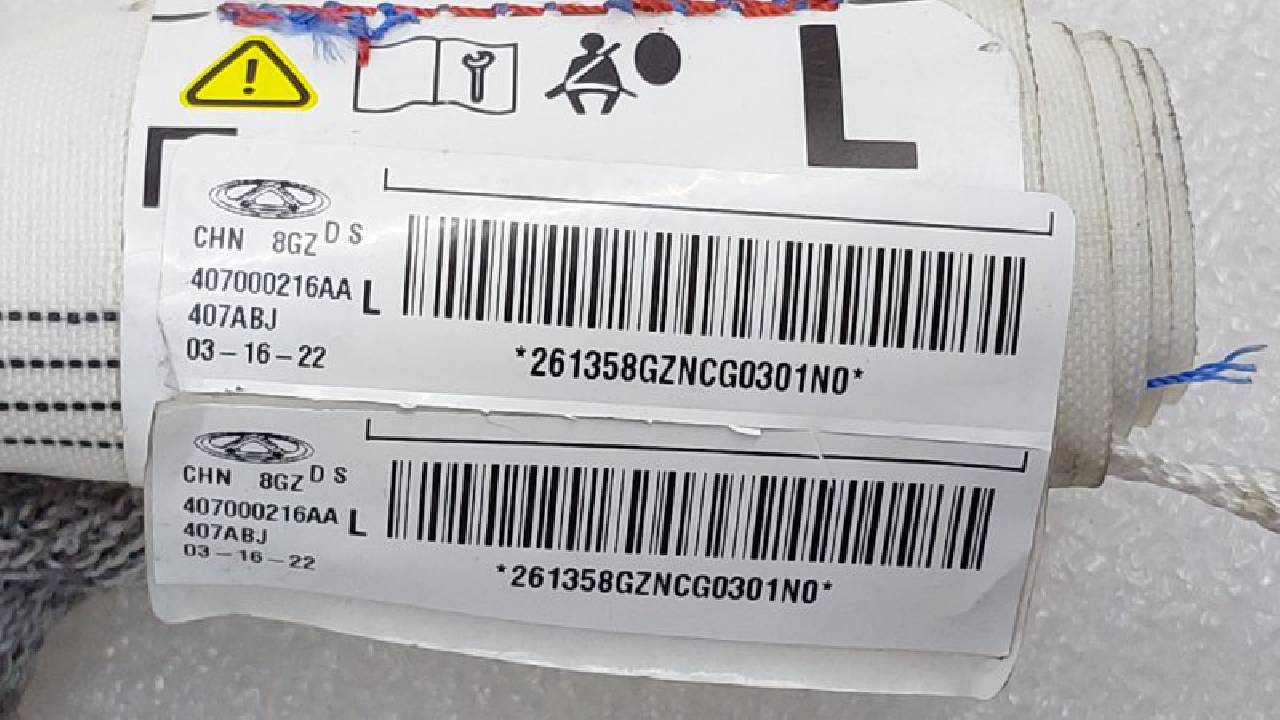 L
CHN 8GZ D S
407000216AA L
407ABJ
03-16-22
*261358GZNCG0301N0*
CHN 8GZ D S
407000216AA L
407ABJ
03-16-22
*261358GZNCG0301N0*